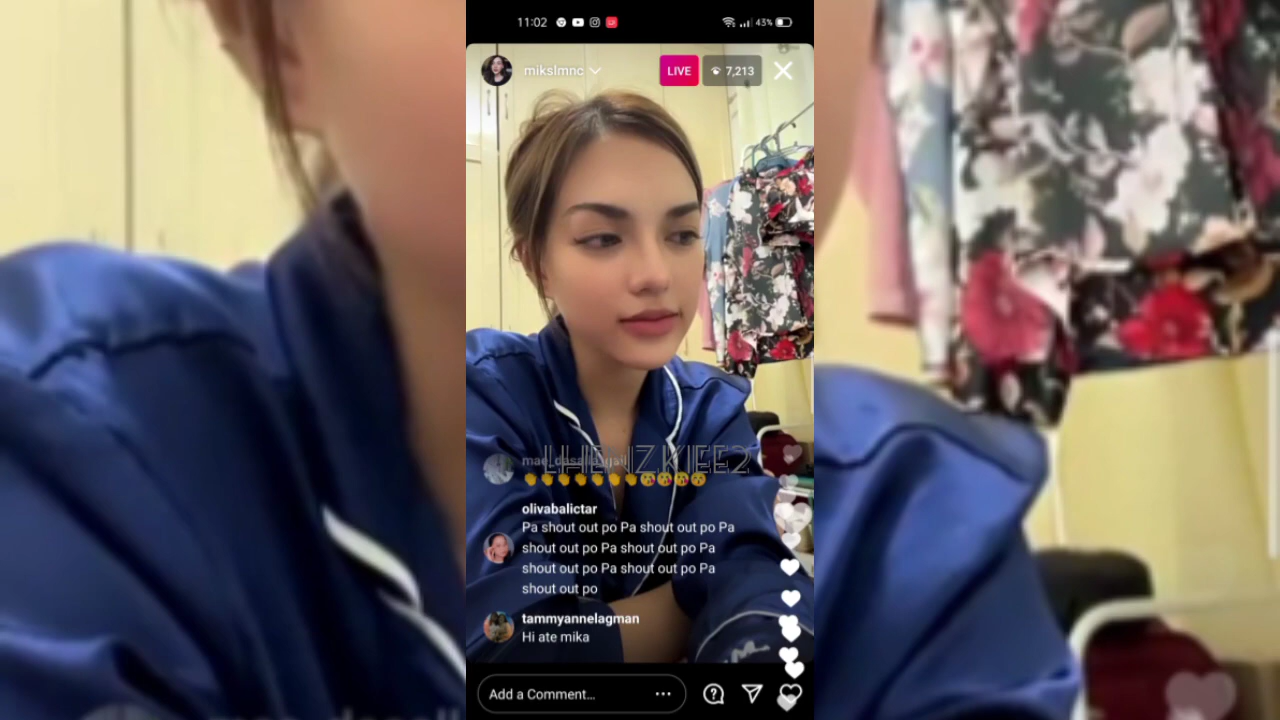 11:02
43%
mikslmnc
LIVE
7,213
LHEMZKIEE2
olivabalictar
Pa shout out po Pa shout out po Pa
shout out po Pa shout out po Pa
shout out po Pa shout out po Pa
shout out po
tammyannelagman
Hi ate mika
Add a Comment...